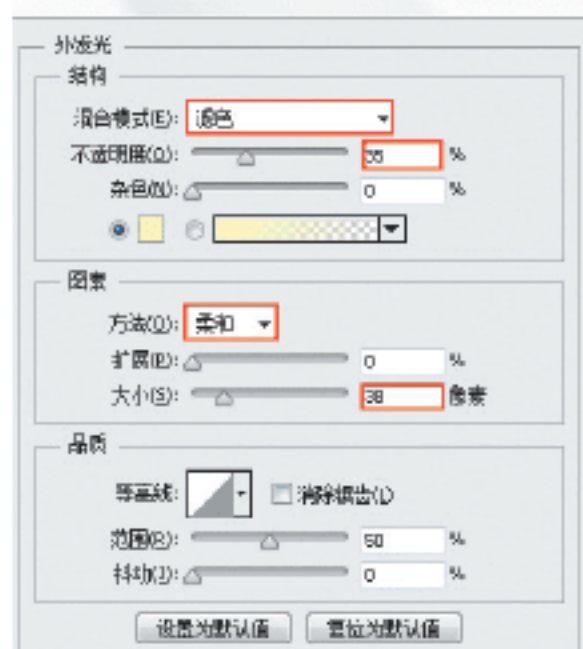 外发光
结构
混合模式(E): 滤色
不透明度(O): 35 %
杂色(N): 0 %
图素
方法(Q): 柔和
扩展(P): 0 %
大小(S): 38 像素
品质
等高线: 消除锯齿(L)
范围(R): 50 %
抖动(J): 0 %
设置为默认值 复位为默认值